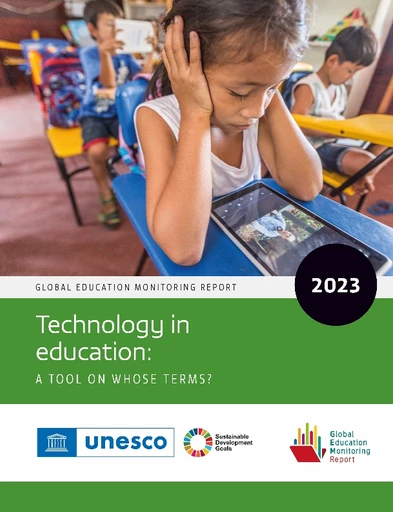 GLOBAL EDUCATION MONITORING REPORT
2023
Technology in
education:
A TOOL ON WHOSE TERMS?
unesco
Sustainable
Development
Goals
Global
Education
Monitoring
Report